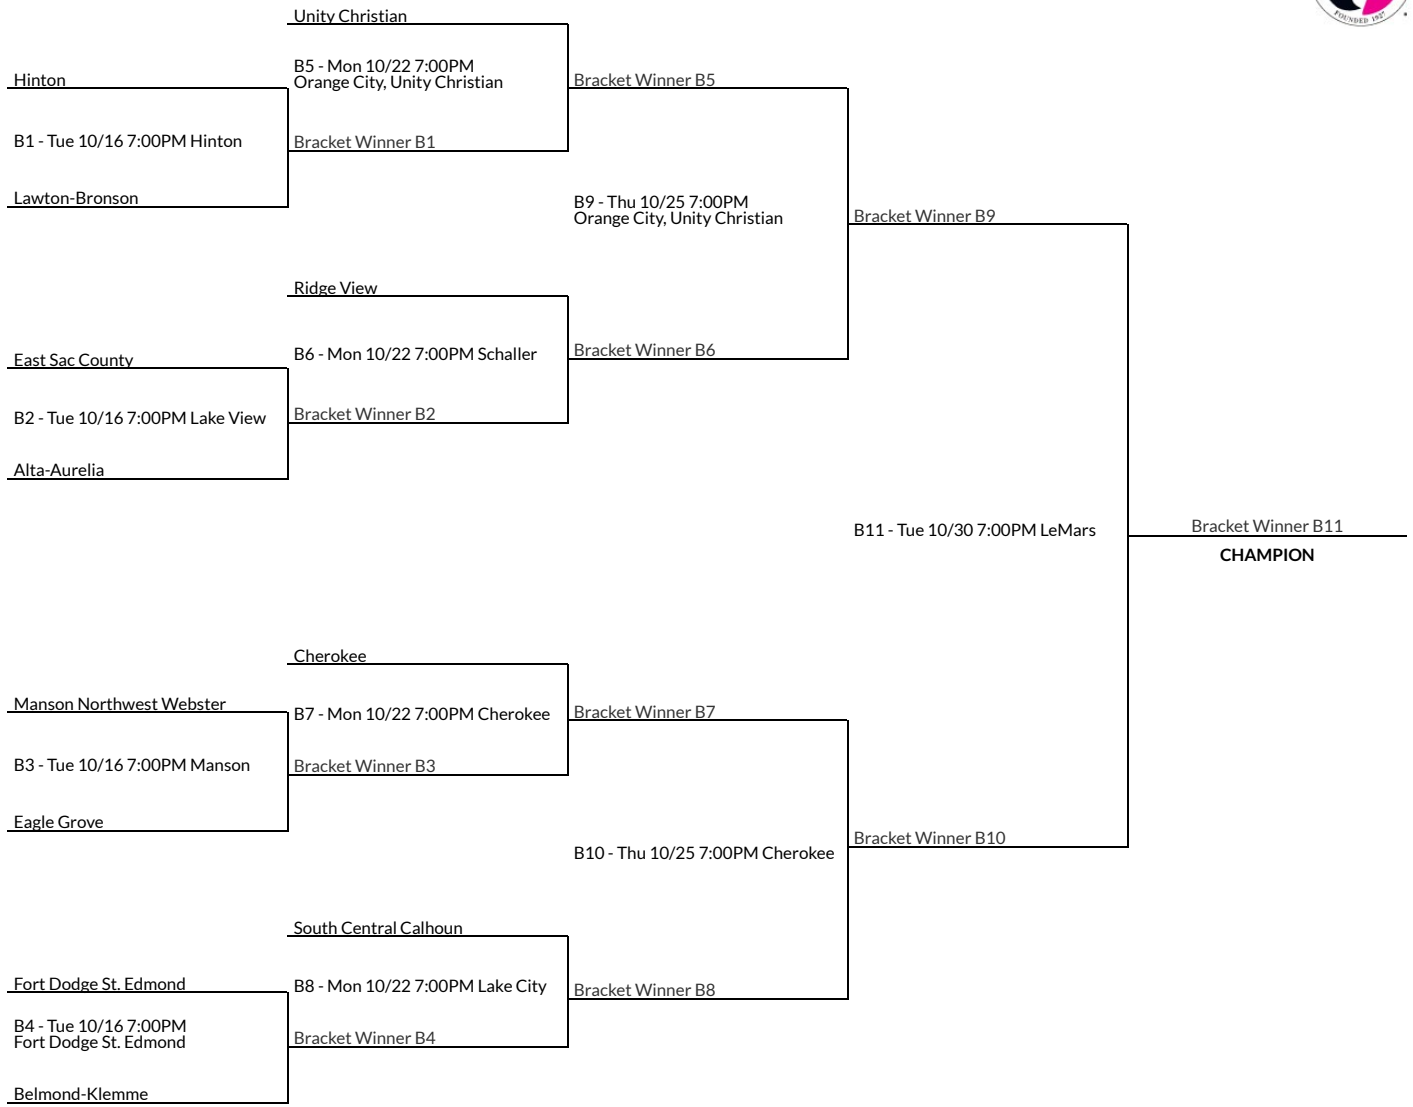 FOUNDED 1927
Unity Christian
B5 - Mon 10/22 7:00PM
Orange City, Unity Christian
Hinton
Bracket Winner B5
B1 - Tue 10/16 7:00PM Hinton
Bracket Winner B1
Lawton-Bronson
B9 - Thu 10/25 7:00PM
Orange City, Unity Christian
Bracket Winner B9
Ridge View
B6 - Mon 10/22 7:00PM Schaller
Bracket Winner B6
East Sac County
B2 - Tue 10/16 7:00PM Lake View
Bracket Winner B2
Alta-Aurelia
B11 - Tue 10/30 7:00PM LeMars
Bracket Winner B11
CHAMPION
Cherokee
Manson Northwest Webster
B7 - Mon 10/22 7:00PM Cherokee
Bracket Winner B7
B3 - Tue 10/16 7:00PM Manson
Bracket Winner B3
Eagle Grove
B10 - Thu 10/25 7:00PM Cherokee
Bracket Winner B10
South Central Calhoun
Fort Dodge St. Edmond
B8 - Mon 10/22 7:00PM Lake City
Bracket Winner B8
B4 - Tue 10/16 7:00PM
Fort Dodge St. Edmond
Bracket Winner B4
Belmond-Klemme